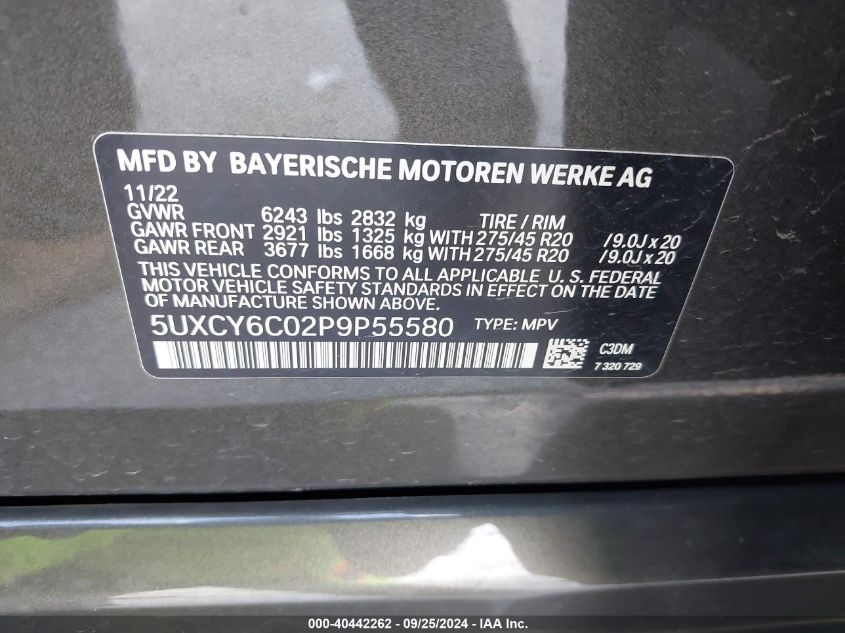 MFD BY BAYERISCHE MOTOREN WERKE AG
11/22
GVWR 6243 lbs 2832 kg TIRE / RIM
GAWR FRONT 2921 lbs 1325 kg WITH 275/45 R20 / 9.0J x 20
GAWR REAR 3677 lbs 1668 kg WITH 275/45 R20 / 9.0J x 20
THIS VEHICLE CONFORMS TO ALL APPLICABLE U. S. FEDERAL
MOTOR VEHICLE SAFETY STANDARDS IN EFFECT ON THE DATE
OF MANUFACTURE SHOWN ABOVE.
5UXCY6C02P9P55580 TYPE: MPV
C3DM
7 320 729
000-40442262 - 09/25/2024 - IAA Inc.